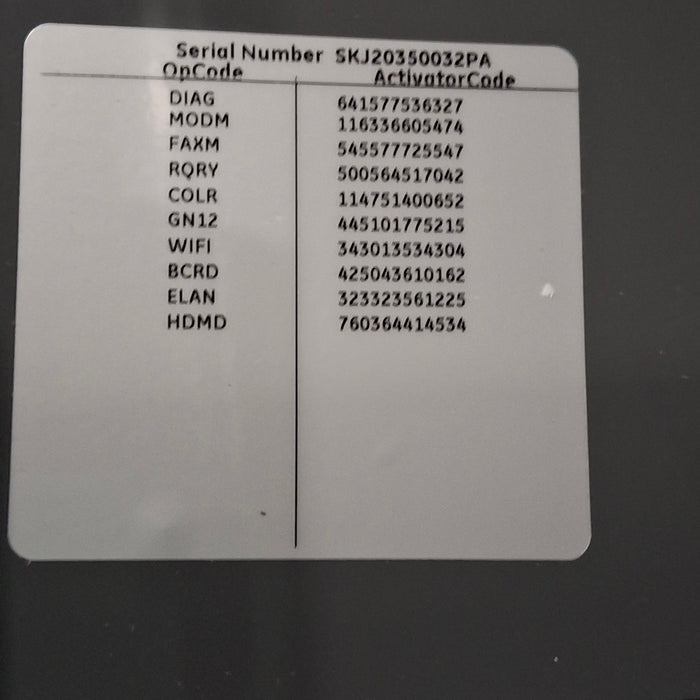 Serial Number SKJ20350032PA
OpCode ActivatorCode
DIAG 641577536327
MODM 116336605474
FAXM 545577725547
RQRY 500564517042
COLR 114751400652
GN12 445101775215
WIFI 343013534304
BCRD 425043610162
ELAN 323323561225
HDMD 760364414534